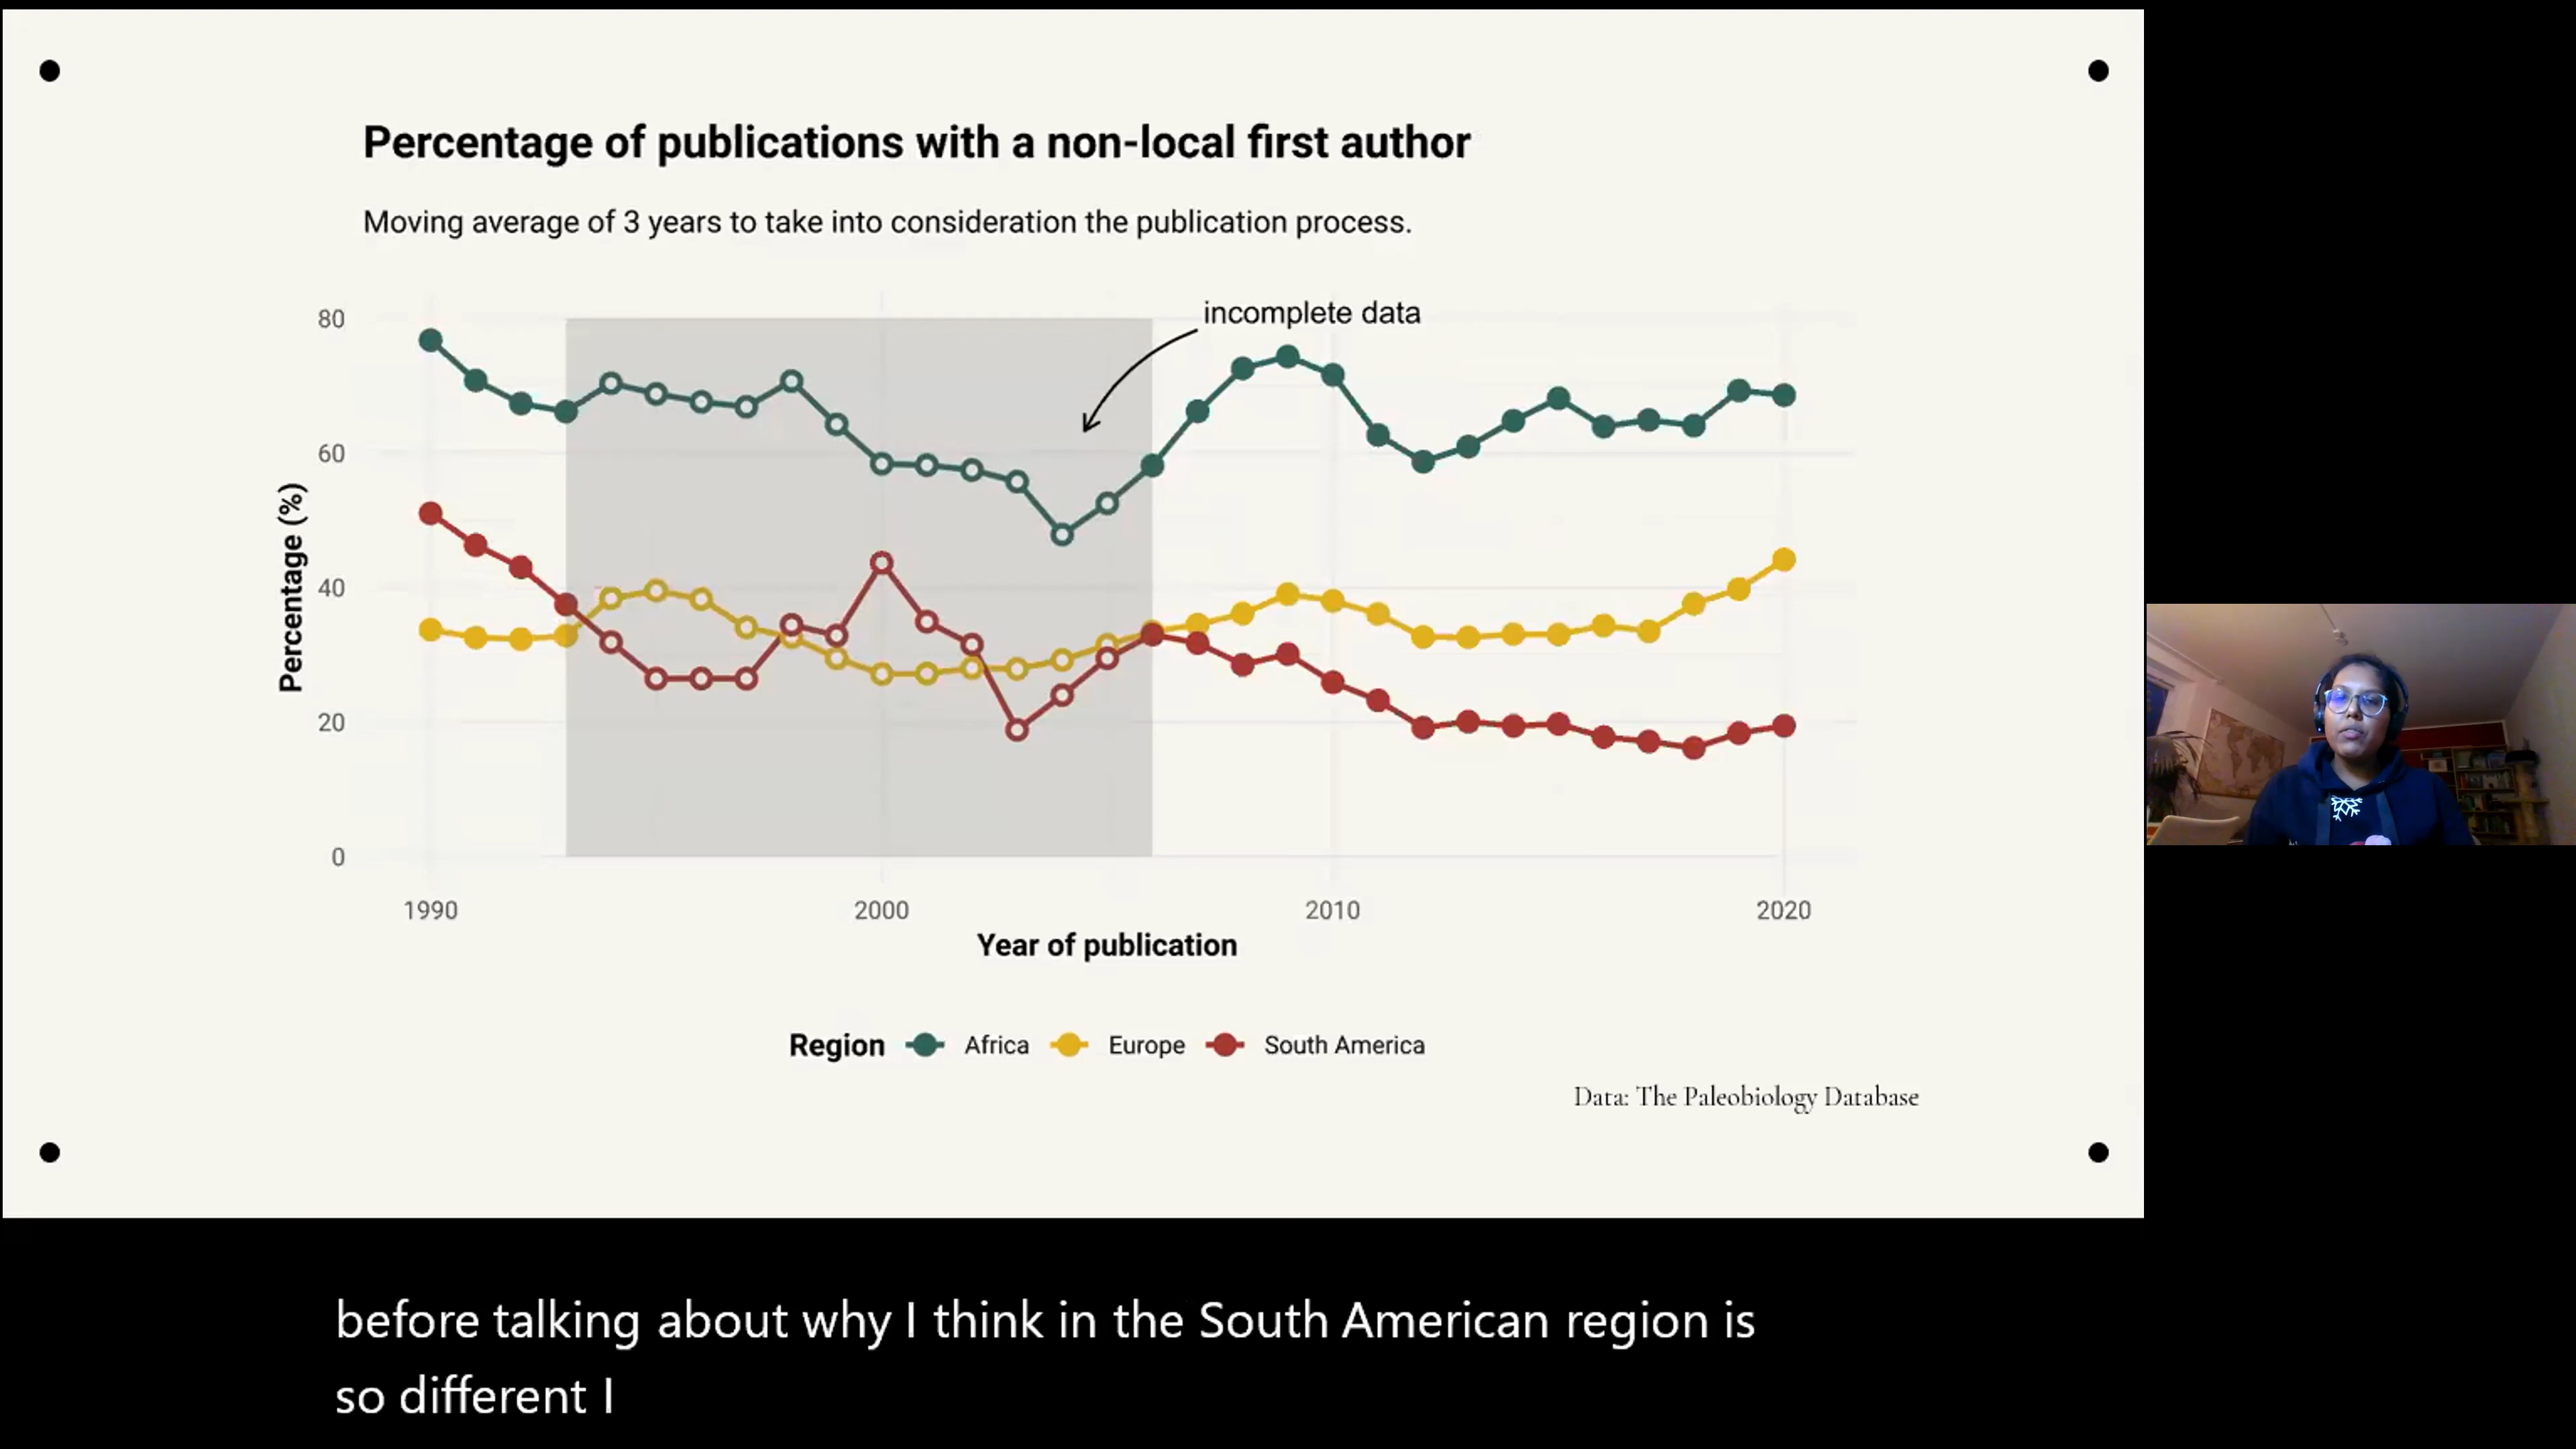 Percentage of publications with a non-local first author
Moving average of 3 years to take into consideration the publication process.
incomplete data
80
60
40
20
0
Percentage (%)
1990 2000 2010 2020
Year of publication
Region Africa Europe South America
Data: The Paleobiology Database
before talking about why I think in the South American region is
so different I